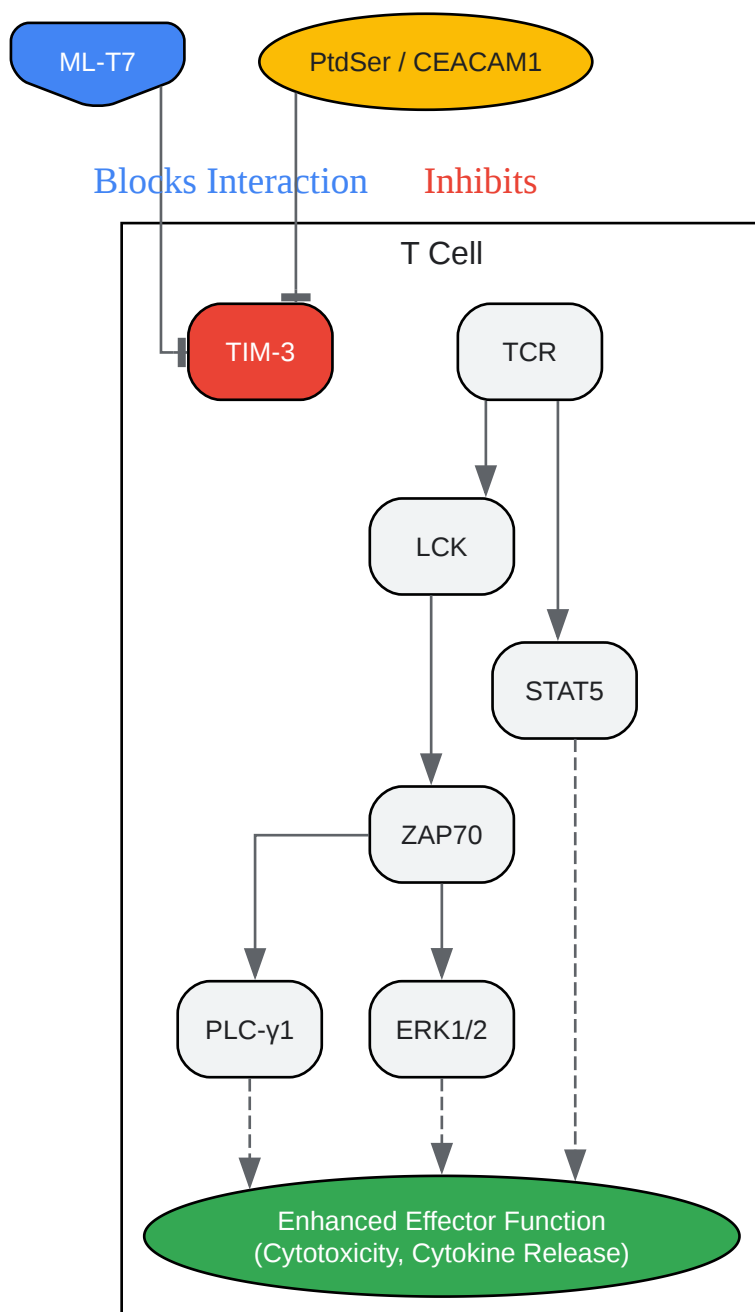 ML-T7
PtdSer / CEACAM1
Blocks Interaction
Inhibits
T Cell
TIM-3
TCR
LCK
STAT5
ZAP70
PLC-γ1
ERK1/2
Enhanced Effector Function
(Cytotoxicity, Cytokine Release)